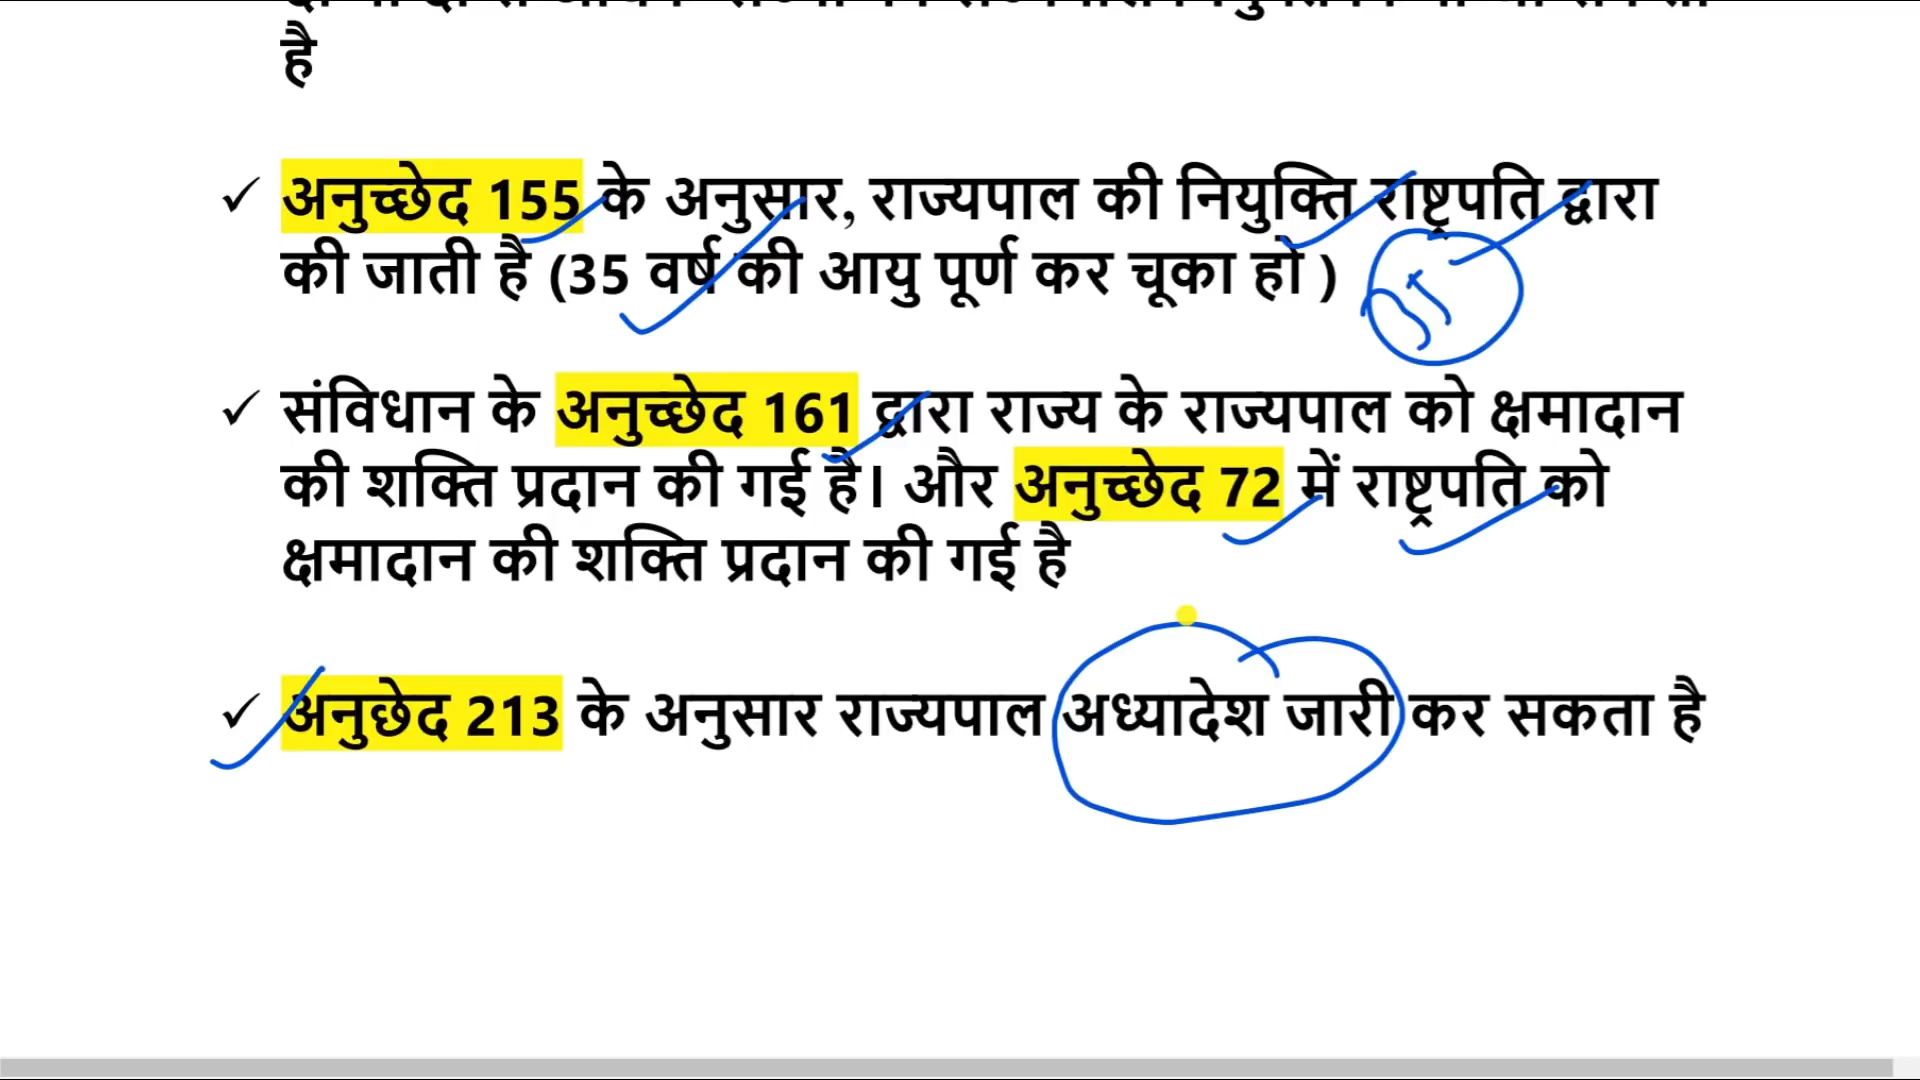 है
✓ अनुच्छेद 155 के अनुसार, राज्यपाल की नियुक्ति राष्ट्रपति द्वारा
की जाती है (35 वर्ष की आयु पूर्ण कर चूका हो )
✓ संविधान के अनुच्छेद 161 द्वारा राज्य के राज्यपाल को क्षमादान
की शक्ति प्रदान की गई है। और अनुच्छेद 72 में राष्ट्रपति को
क्षमादान की शक्ति प्रदान की गई है
✓ अनुछेद 213 के अनुसार राज्यपाल अध्यादेश जारी कर सकता है